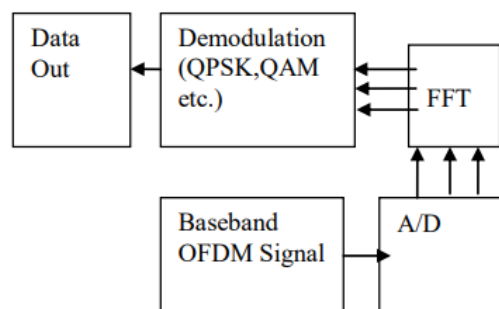 Data
Out
Demodulation
(QPSK,QAM
etc.)
FFT
Baseband
OFDM Signal
A/D